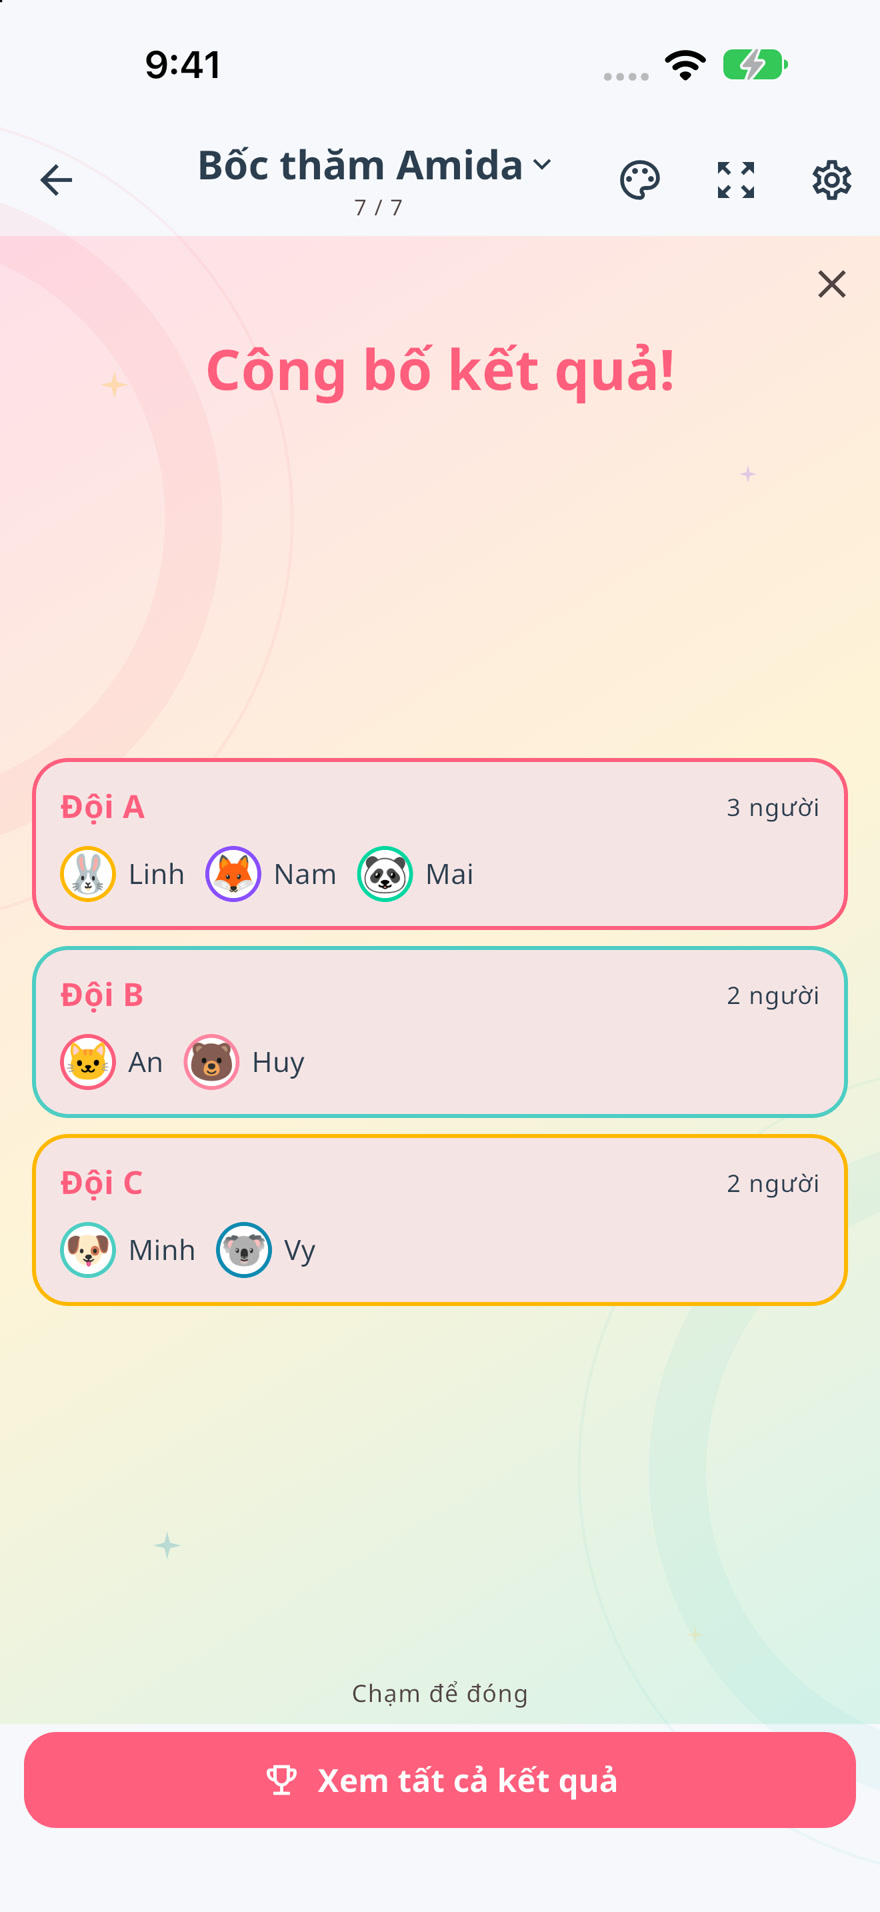 9:41
Bốc thăm Amida
7 / 7
Công bố kết quả!
Đội A
3 người
Linh Nam Mai
Đội B
2 người
An Huy
Đội C
2 người
Minh Vy
Chạm để đóng
Xem tất cả kết quả